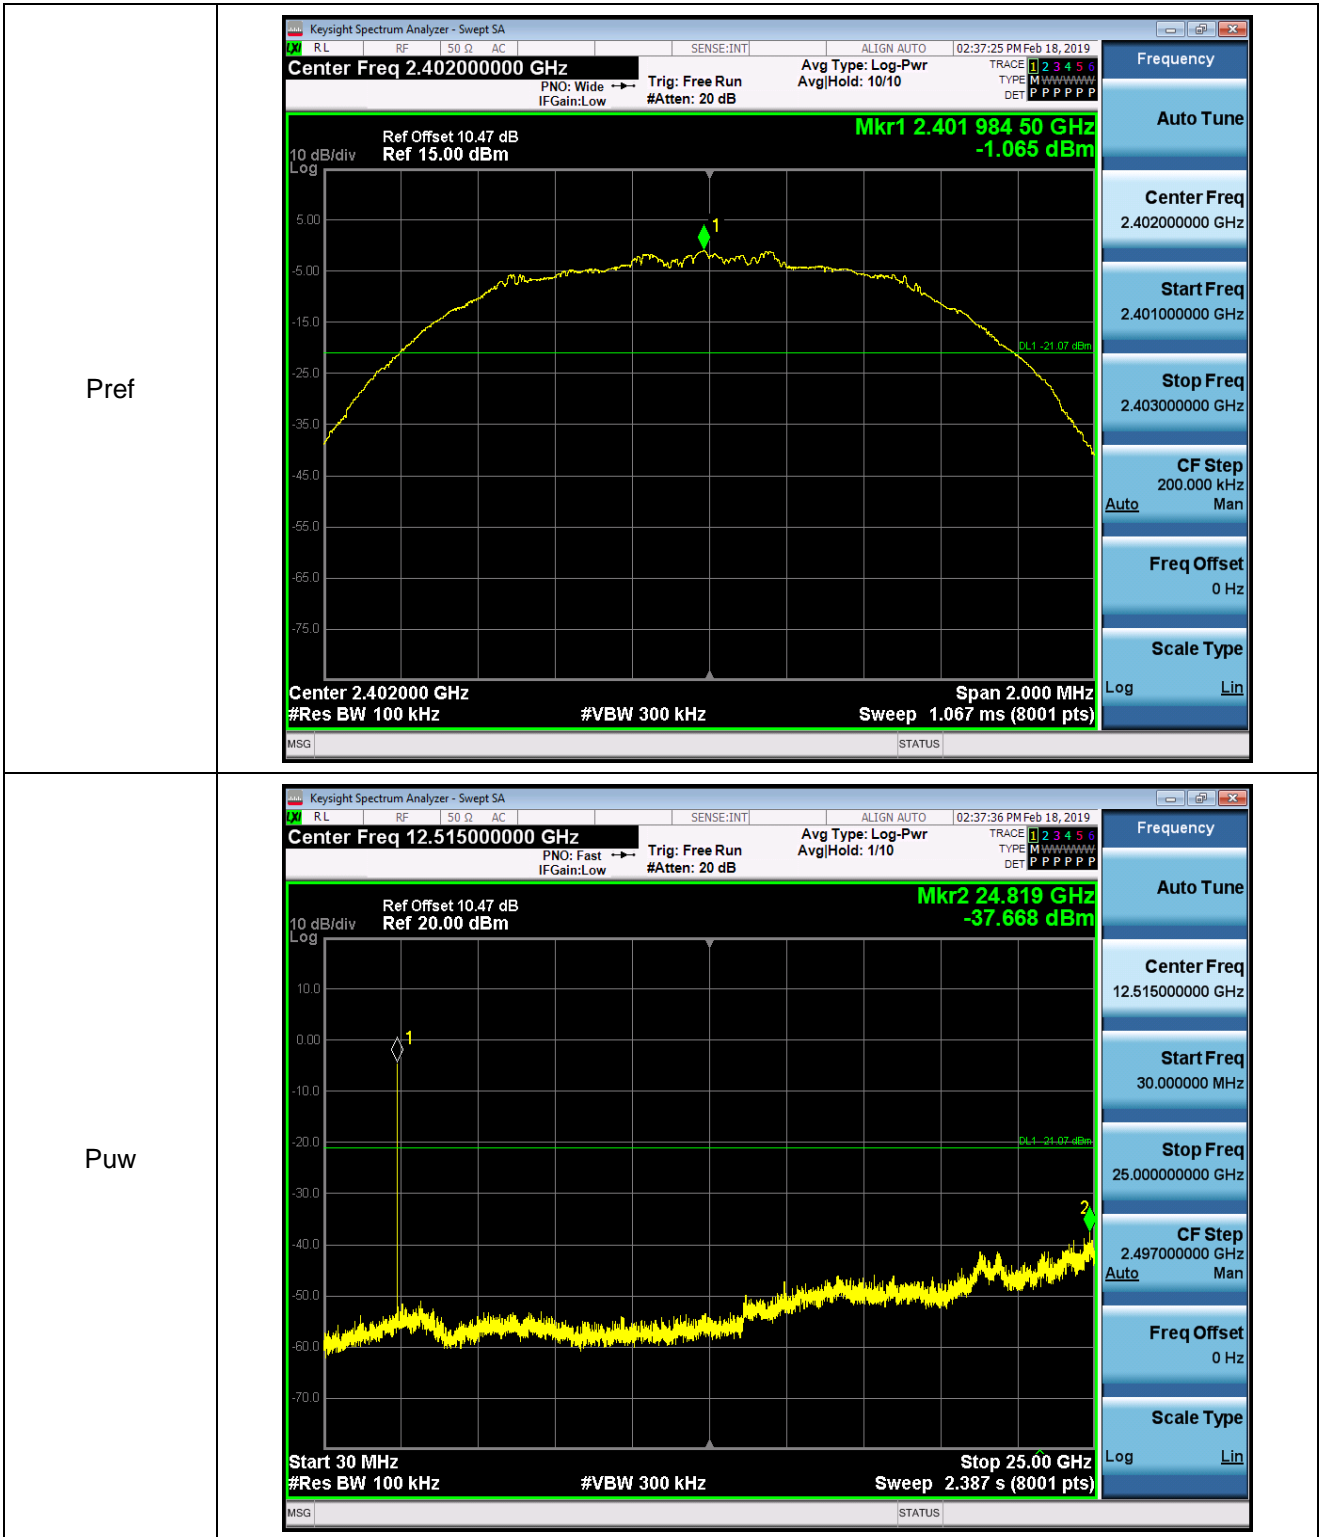 Pref
Keysight Spectrum Analyzer - Swept SA
LXI RL RF 50 Ω AC SENSE:INT ALIGN AUTO 02:37:25 PM Feb 18, 2019
Center Freq 2.402000000 GHz
PNO: Wide
IFGain:Low
Trig: Free Run
#Atten: 20 dB
Avg Type: Log-Pwr
Avg|Hold: 10/10
TRACE 1 2 3 4 5 6
TYPE M W W W W W
DET P P P P P P
Mkr1 2.401 984 50 GHz
-1.065 dBm
Ref Offset 10.47 dB
10 dB/div Ref 15.00 dBm
Log
1
5.00
-5.00
-15.0
DL1 -21.07 dBm
-25.0
-35.0
-45.0
-55.0
-65.0
-75.0
Center 2.402000 GHz Span 2.000 MHz
#Res BW 100 kHz #VBW 300 kHz Sweep 1.067 ms (8001 pts)
MSG STATUS
Frequency
Auto Tune
Center Freq
2.402000000 GHz
Start Freq
2.401000000 GHz
Stop Freq
2.403000000 GHz
CF Step
200.000 kHz
Auto Man
Freq Offset
0 Hz
Scale Type
Log Lin
Puw
Keysight Spectrum Analyzer - Swept SA
LXI RL RF 50 Ω AC SENSE:INT ALIGN AUTO 02:37:36 PM Feb 18, 2019
Center Freq 12.515000000 GHz
PNO: Fast
IFGain:Low
Trig: Free Run
#Atten: 20 dB
Avg Type: Log-Pwr
Avg|Hold: 1/10
TRACE 1 2 3 4 5 6
TYPE M W W W W W
DET P P P P P P
Mkr2 24.819 GHz
-37.668 dBm
Ref Offset 10.47 dB
10 dB/div Ref 20.00 dBm
Log
10.0
1
0.00
-10.0
-20.0
DL1 -21.07 dBm
-30.0
2
-40.0
-50.0
-60.0
-70.0
Start 30 MHz Stop 25.00 GHz
#Res BW 100 kHz #VBW 300 kHz Sweep 2.387 s (8001 pts)
MSG STATUS
Frequency
Auto Tune
Center Freq
12.515000000 GHz
Start Freq
30.000000 MHz
Stop Freq
25.000000000 GHz
CF Step
2.497000000 GHz
Auto Man
Freq Offset
0 Hz
Scale Type
Log Lin